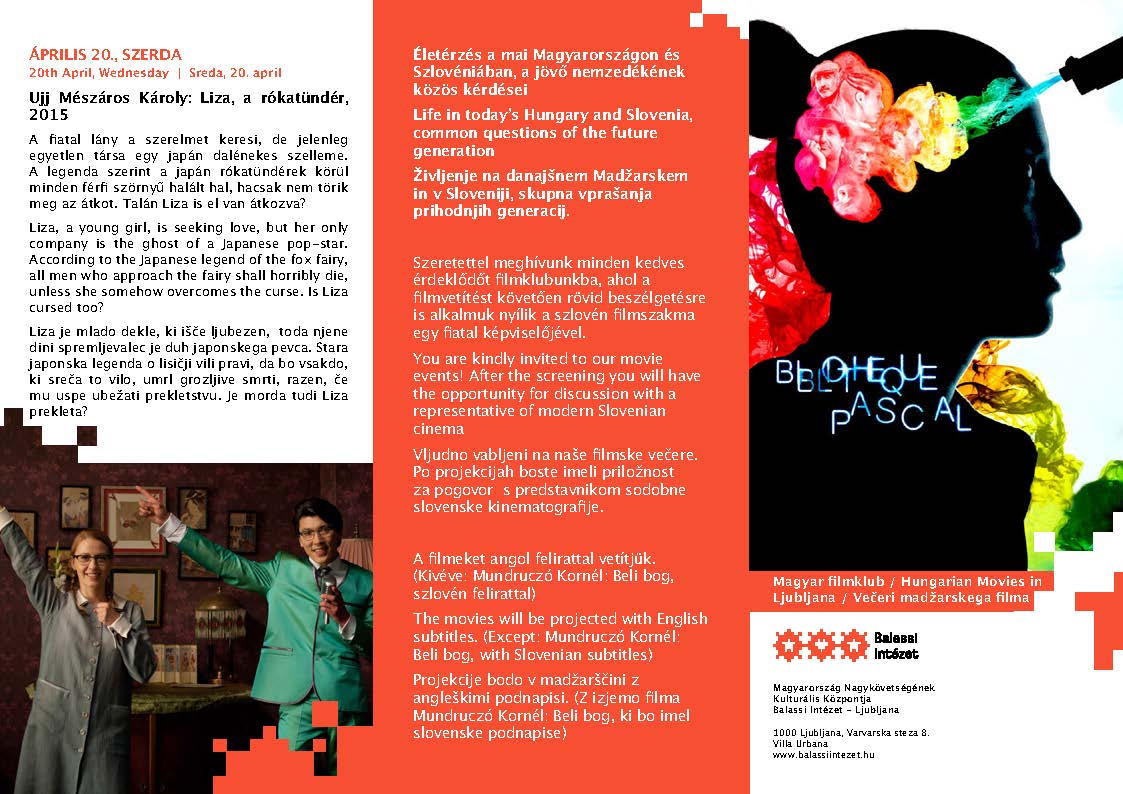 ÁPRILIS 20., SZERDA
20th April, Wednesday | Sreda, 20. april
Ujj Mészáros Károly: Liza, a rókatündér,
2015
A fiatal lány a szerelmet keresi, de jelenleg
egyetlen társa egy japán dalénekes szelleme.
A legenda szerint a japán rókatündérek körül
minden férfi szörnyű halált hal, hacsak nem törik
meg az átkot. Talán Liza is el van átkozva?
Liza, a young girl, is seeking love, but her only
company is the ghost of a Japanese pop-star.
According to the Japanese legend of the fox fairy,
all men who approach the fairy shall horribly die,
unless she somehow overcomes the curse. Is Liza
cursed too?
Liza je mlado dekle, ki išče ljubezen, toda njene
dini spremljevalec je duh japonskega pevca. Stara
japonska legenda o lisičji vili pravi, da bo vsakdo,
ki sreča to vilo, umrl grozljive smrti, razen, če
mu uspe ubežati prekletstvu. Je morda tudi Liza
prekleta?
Életérzés a mai Magyarországon és
Szlovéniában, a jövő nemzedékének
közös kérdései
Life in today's Hungary and Slovenia,
common questions of the future
generation
Življenje na danajšnem Madžarskem
in v Sloveniji, skupna vprašanja
prihodnjih generacij.
Szeretettel meghívunk minden kedves
érdeklődőt filmklubunkba, ahol a
filmvetítést követően rövid beszélgetésre
is alkalmuk nyílik a szlovén filmszakma
egy fiatal képviselőjével.
You are kindly invited to our movie
events! After the screening you will have
the opportunity for discussion with a
representative of modern Slovenian
cinema
Vljudno vabljeni na naše filmske večere.
Po projekcijah boste imeli priložnost
za pogovor s predstavnikom sodobne
slovenske kinematografije.
A filmeket angol felirattal vetítjük.
(Kivéve: Mundruczó Kornél: Beli bog,
szlovén felirattal)
The movies will be projected with English
subtitles. (Except: Mundruczó Kornél:
Beli bog, with Slovenian subtitles)
Projekcije bodo v madžarščini z
angleškimi podnapisi. (Z izjemo filma
Mundruczó Kornél: Beli bog, ki bo imel
slovenske podnapise)
BIBLIOTHEQUE
PASCAL
Magyar filmklub / Hungarian Movies in
Ljubljana / Večeri madžarskega filma
Balassi
Intézet
Magyarország Nagykövetségének
Kulturális Központja
Balassi Intézet – Ljubljana
1000 Ljubljana, Varvarska steza 8.
Villa Urbana
www.balassiintezet.hu